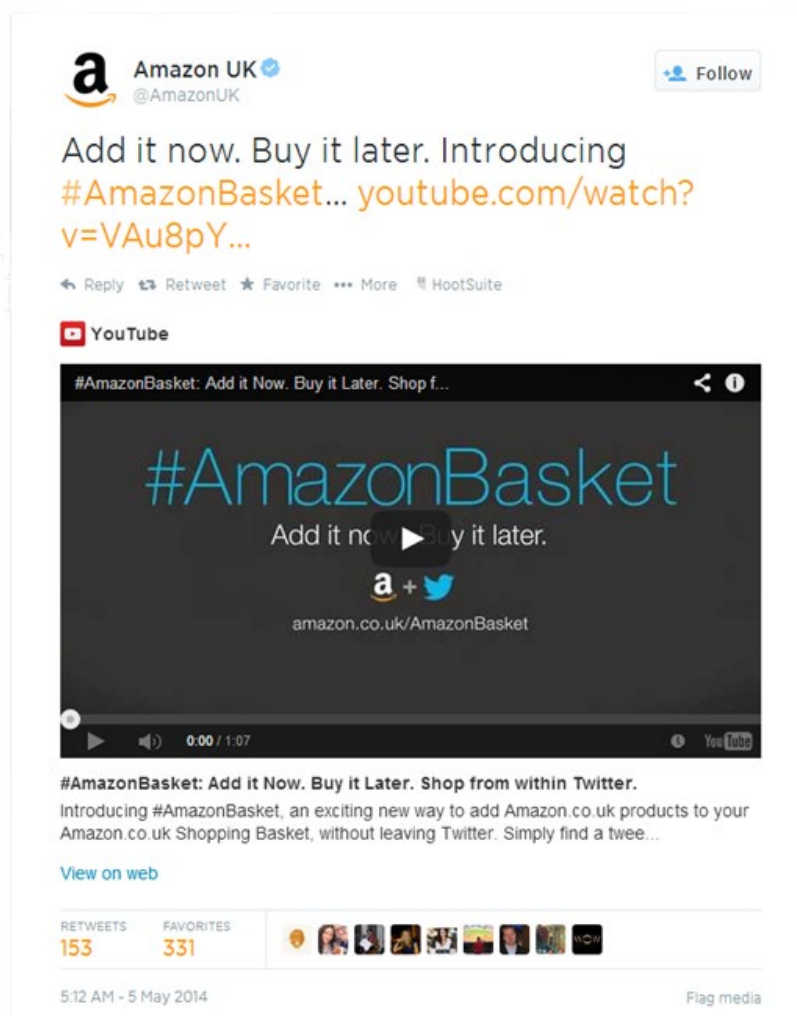 Amazon UK
@AmazonUK
Follow
Add it now. Buy it later. Introducing
#AmazonBasket... youtube.com/watch?
v=VAu8pY...
Reply Retweet Favorite More HootSuite
YouTube
#AmazonBasket: Add it Now. Buy it Later. Shop f...
#AmazonBasket
Add it now. Buy it later.
a +
amazon.co.uk/AmazonBasket
0:00 / 1:07
YouTube
#AmazonBasket: Add it Now. Buy it Later. Shop from within Twitter.
Introducing #AmazonBasket, an exciting new way to add Amazon.co.uk products to your
Amazon.co.uk Shopping Basket, without leaving Twitter. Simply find a twee...
View on web
RETWEETS FAVORITES
153 331
WOW
5:12 AM - 5 May 2014
Flag media